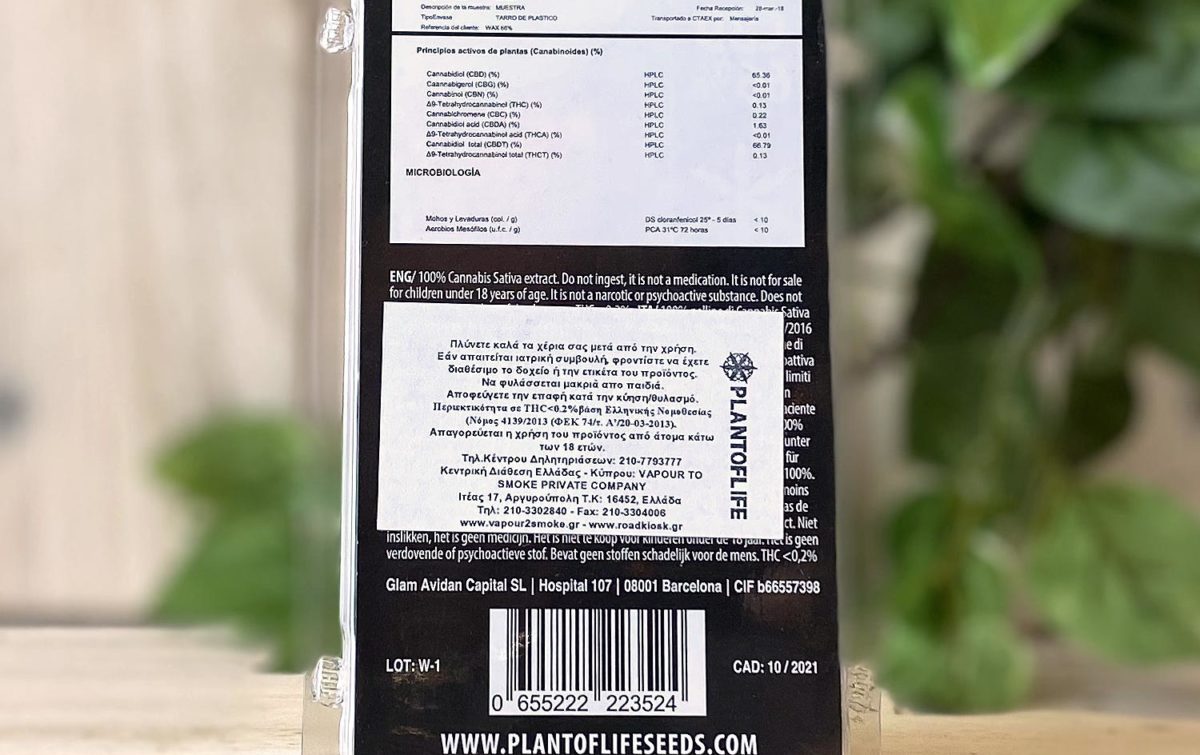 Descripción de la muestra: MUESTRA Fecha Recepción: 28-mar.-18
TipoEnvase TARRO DE PLASTICO Transportado a CTAEX por: Mensajería
Referencia del cliente: WAX 66%
Principios activos de plantas (Canabinoides) (%)
Cannabidiol (CBD) (%) HPLC 65.36
Caannabigerol (CBG) (%) HPLC <0.01
Cannabinol (CBN) (%) HPLC <0.01
Δ9-Tetrahydrocannabinol (THC) (%) HPLC 0.13
Cannabichromene (CBC) (%) HPLC 0.22
Cannabidiol acid (CBDA) (%) HPLC 1.63
Δ9-Tetrahydrocannabinol acid (THCA) (%) HPLC <0.01
Cannabidiol total (CBDT) (%) HPLC 66.79
Δ9-Tetrahydrocannabinol total (THCT) (%) HPLC 0.13
MICROBIOLOGÍA
Mohos y Levaduras (col. / g) DS cloranfenicol 25º - 5 días < 10
Aerobios Mesófilos (u.f.c. / g) PCA 31ºC 72 horas < 10
ENG/ 100% Cannabis Sativa extract. Do not ingest, it is not a medication. It is not for sale
for children under 18 years of age. It is not a narcotic or psychoactive substance. Does not
Sativa
/2016
e di
limiti
100%.
Πλύνετε καλά τα χέρια σας μετά από την χρήση.
Εάν απαιτείται ιατρική συμβουλή, φροντίστε να έχετε
διαθέσιμο το δοχείο ή την ετικέτα του προϊόντος.
Να φυλάσσεται μακριά απο παιδιά.
Αποφεύγετε την επαφή κατά την κύηση/θυλασμό.
Περιεκτικότητα σε THC<0.2%βάση Ελληνικής Νομοθεσίας
(Νόμος 4139/2013 (ΦΕΚ 74/τ. Α'/20-03-2013).
Απαγορεύεται η χρήση του προϊόντος από άτομα κάτω
των 18 ετών.
Τηλ.Κέντρου Δηλητηριάσεων: 210-7793777
Κεντρική Διάθεση Ελλάδας - Κύπρου: VAPOUR TO
SMOKE PRIVATE COMPANY
Ιτέας 17, Αργυρούπολη Τ.Κ: 16452, Ελλάδα
Τηλ: 210-3302840 - Fax: 210-3304006
www.vapour2smoke.gr - www.roadkiosk.gr
PLANTOFLIFE
ct. Niet
inslikken, het is geen medicijn. Het is niet te koop voor kinderen onder de 18 jaar. Het is geen
verdovende of psychoactieve stof. Bevat geen stoffen schadelijk voor de mens. THC <0,2%
Glam Avidan Capital SL | Hospital 107 | 08001 Barcelona | CIF b66557398
LOT: W-1 CAD: 10 / 2021
0 655222 223524
WWW.PLANTOFLIFESEEDS.COM